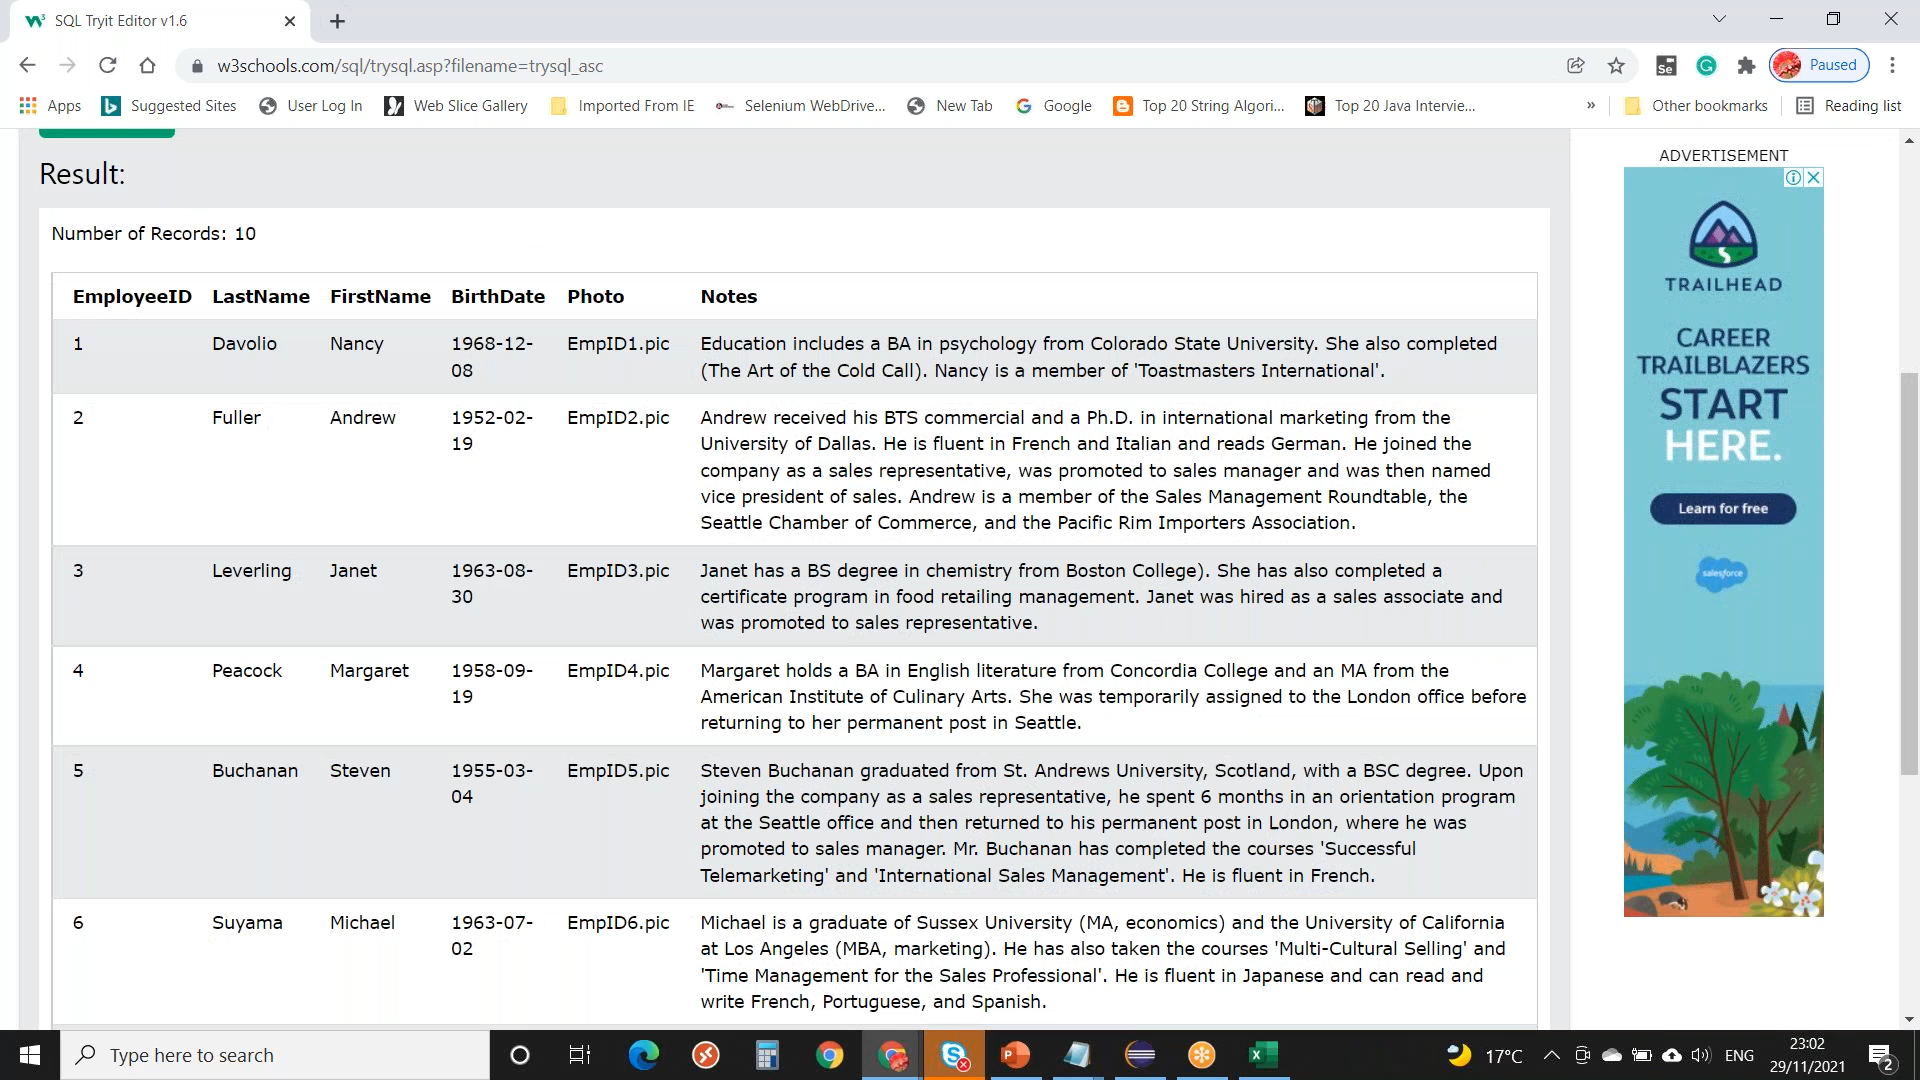 SQL Tryit Editor v1.6
w3schools.com/sql/trysql.asp?filename=trysql_asc
Se
G
Paused
Apps
Suggested Sites
User Log In
Web Slice Gallery
Imported From IE
Selenium WebDrive...
New Tab
Google
Top 20 String Algori...
Top 20 Java Intervie...
»
Other bookmarks
Reading list
Result:
Number of Records: 10
EmployeeID LastName FirstName BirthDate Photo Notes
1 Davolio Nancy 1968-12-08 EmpID1.pic Education includes a BA in psychology from Colorado State University. She also completed
(The Art of the Cold Call). Nancy is a member of 'Toastmasters International'.
2 Fuller Andrew 1952-02-19 EmpID2.pic Andrew received his BTS commercial and a Ph.D. in international marketing from the
University of Dallas. He is fluent in French and Italian and reads German. He joined the
company as a sales representative, was promoted to sales manager and was then named
vice president of sales. Andrew is a member of the Sales Management Roundtable, the
Seattle Chamber of Commerce, and the Pacific Rim Importers Association.
3 Leverling Janet 1963-08-30 EmpID3.pic Janet has a BS degree in chemistry from Boston College). She has also completed a
certificate program in food retailing management. Janet was hired as a sales associate and
was promoted to sales representative.
4 Peacock Margaret 1958-09-19 EmpID4.pic Margaret holds a BA in English literature from Concordia College and an MA from the
American Institute of Culinary Arts. She was temporarily assigned to the London office before
returning to her permanent post in Seattle.
5 Buchanan Steven 1955-03-04 EmpID5.pic Steven Buchanan graduated from St. Andrews University, Scotland, with a BSC degree. Upon
joining the company as a sales representative, he spent 6 months in an orientation program
at the Seattle office and then returned to his permanent post in London, where he was
promoted to sales manager. Mr. Buchanan has completed the courses 'Successful
Telemarketing' and 'International Sales Management'. He is fluent in French.
6 Suyama Michael 1963-07-02 EmpID6.pic Michael is a graduate of Sussex University (MA, economics) and the University of California
at Los Angeles (MBA, marketing). He has also taken the courses 'Multi-Cultural Selling' and
'Time Management for the Sales Professional'. He is fluent in Japanese and can read and
write French, Portuguese, and Spanish.
ADVERTISEMENT
TRAILHEAD
CAREER
TRAILBLAZERS
START
HERE.
Learn for free
salesforce
Type here to search
17°C
ENG
23:02
29/11/2021
2